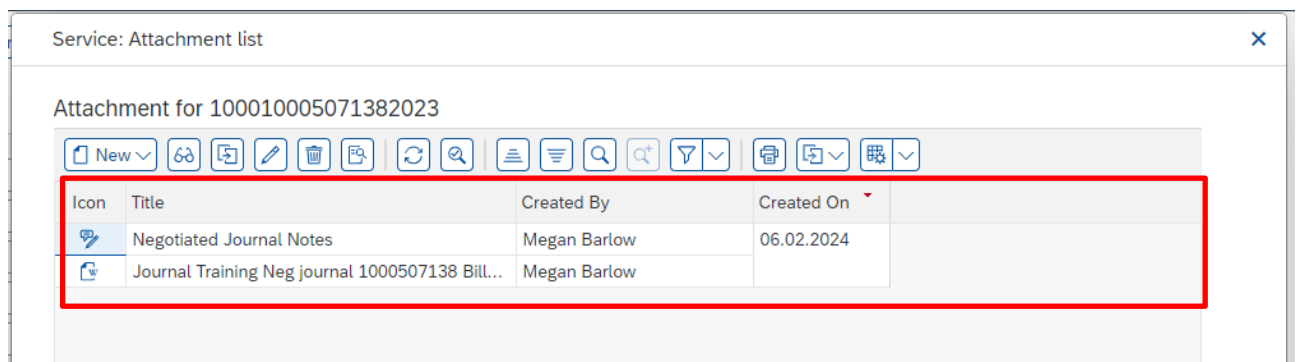 Service: Attachment list
Attachment for 100010005071382023
New
Icon Title Created By Created On
Negotiated Journal Notes Megan Barlow 06.02.2024
Journal Training Neg journal 1000507138 Bill... Megan Barlow